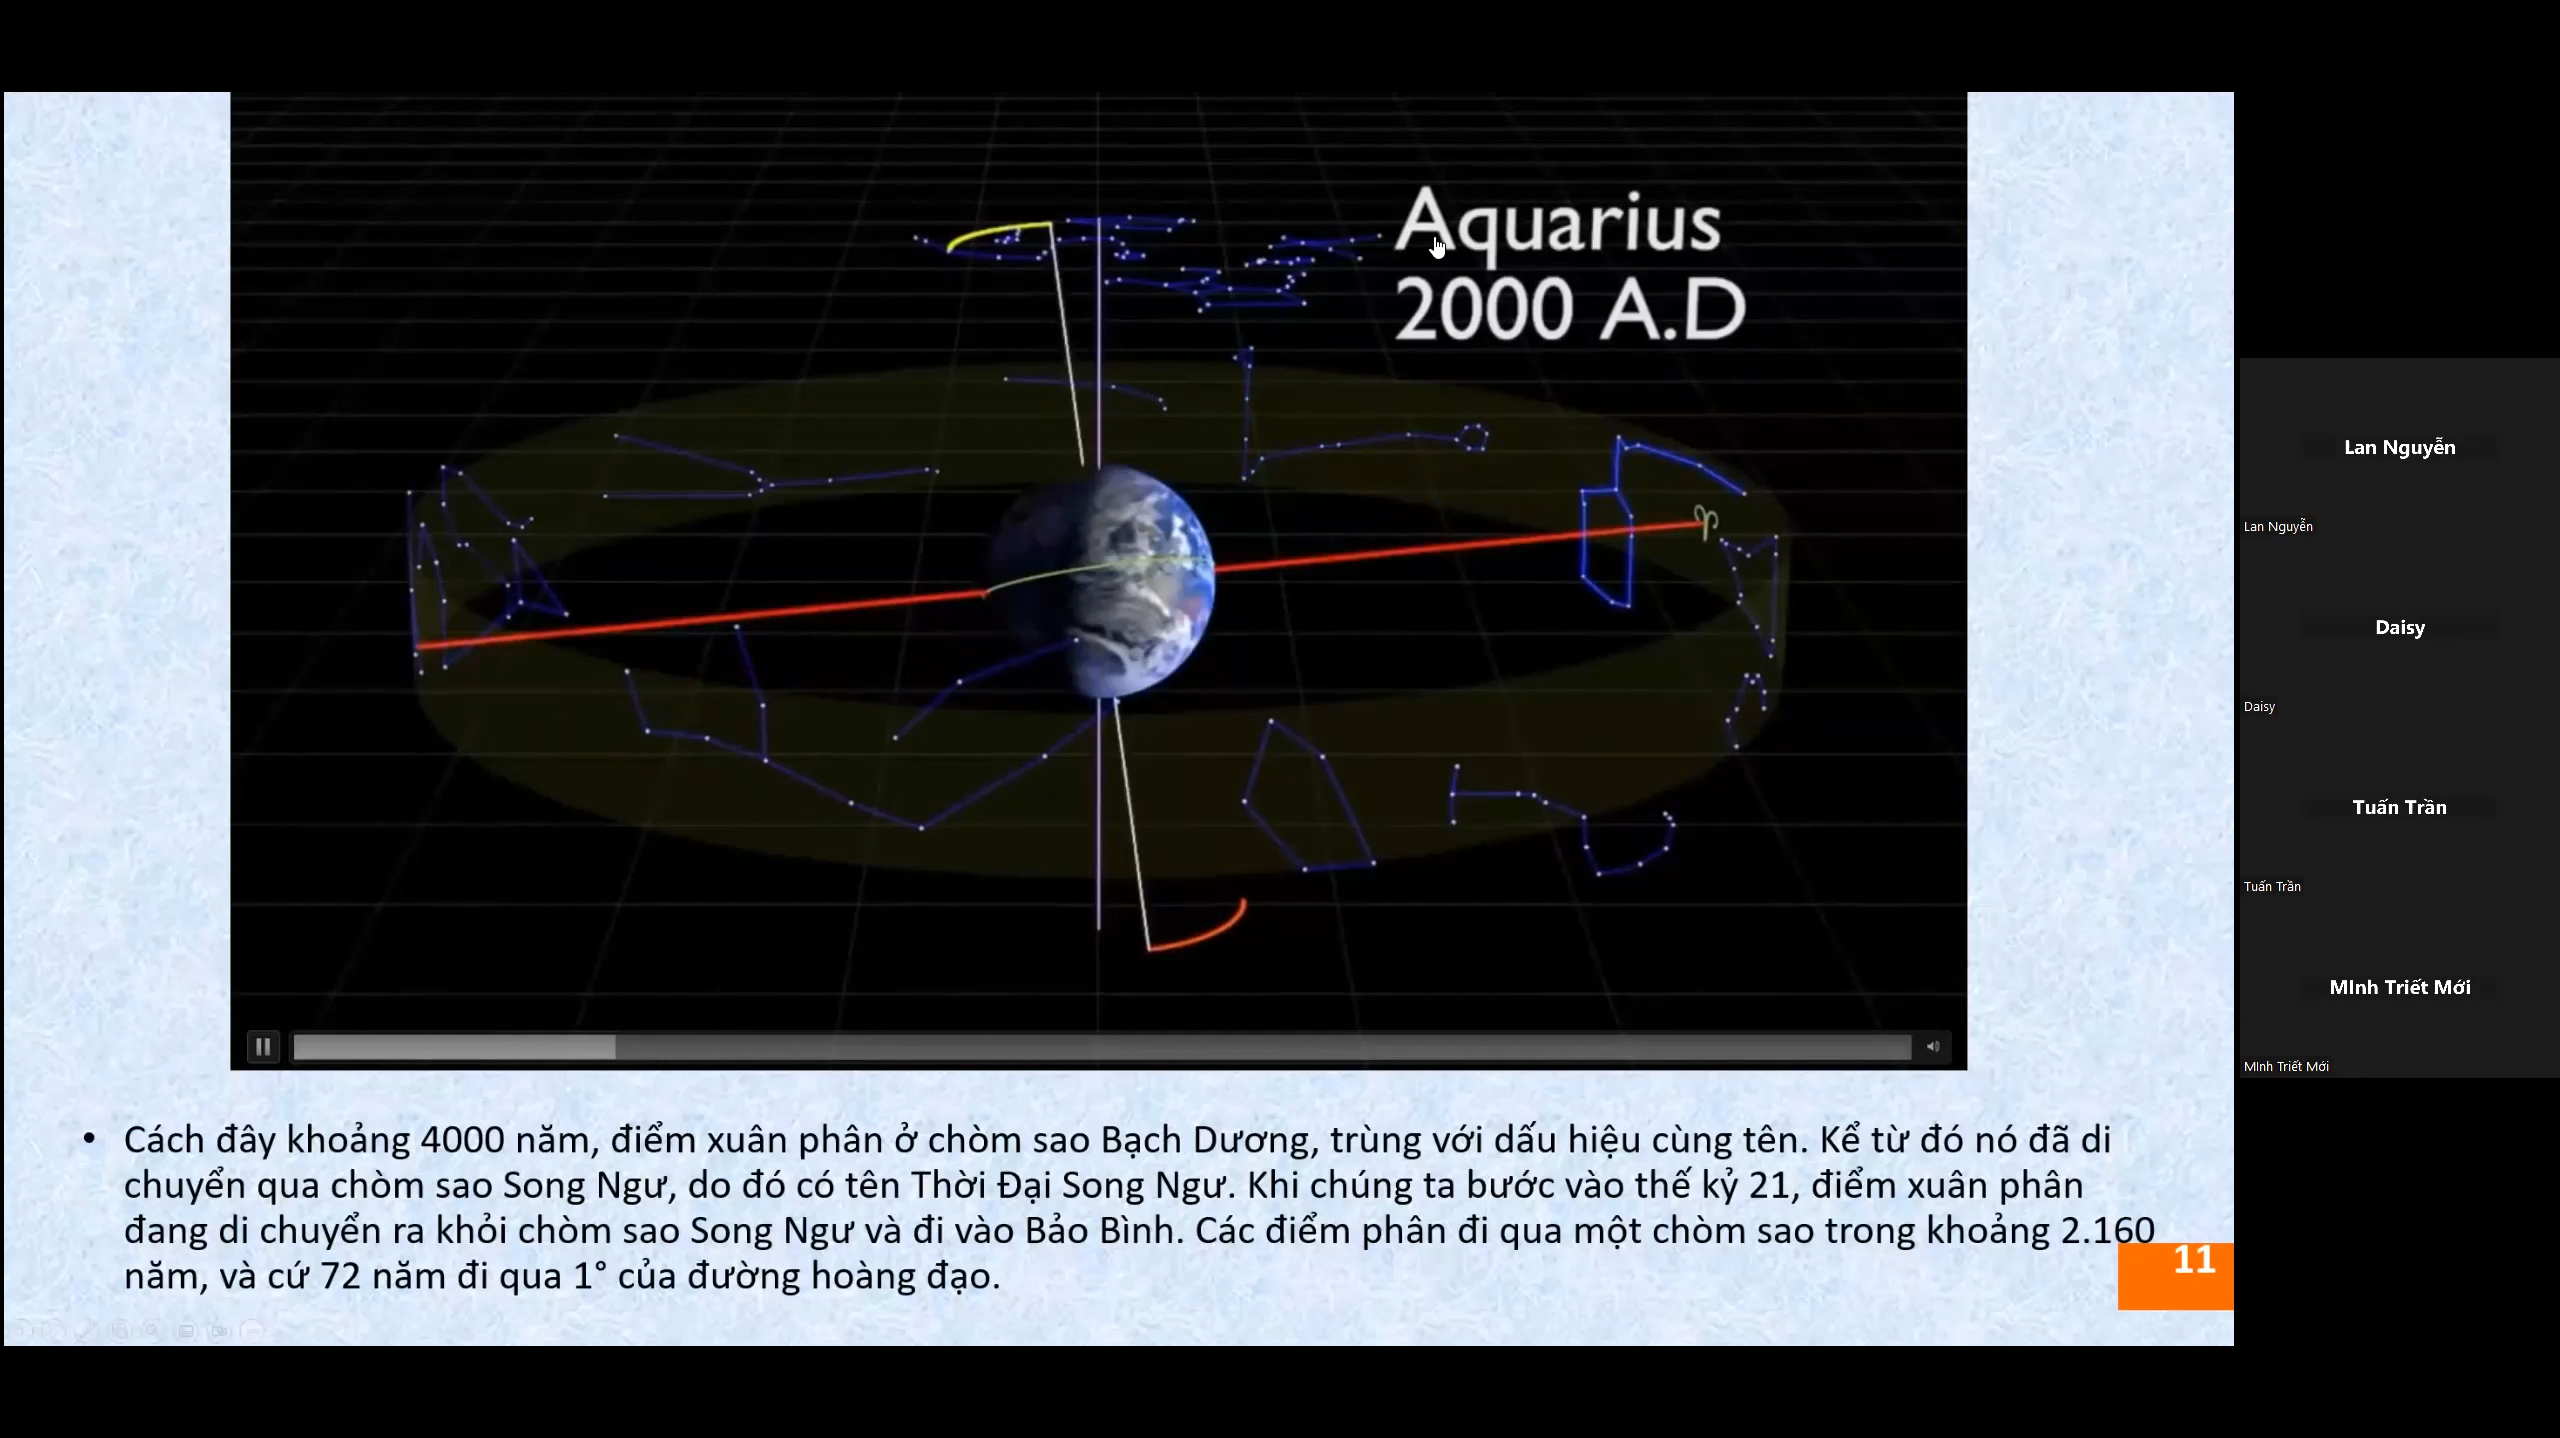 Aquarius
2000 A.D
Lan Nguyễn
Lan Nguyễn
Daisy
Daisy
Tuấn Trần
Tuấn Trần
MInh Triết Mới
MInh Triết Mới
• Cách đây khoảng 4000 năm, điểm xuân phân ở chòm sao Bạch Dương, trùng với dấu hiệu cùng tên. Kể từ đó nó đã di
chuyển qua chòm sao Song Ngư, do đó có tên Thời Đại Song Ngư. Khi chúng ta bước vào thế kỷ 21, điểm xuân phân
đang di chuyển ra khỏi chòm sao Song Ngư và đi vào Bảo Bình. Các điểm phân đi qua một chòm sao trong khoảng 2.160
năm, và cứ 72 năm đi qua 1° của đường hoàng đạo.
11